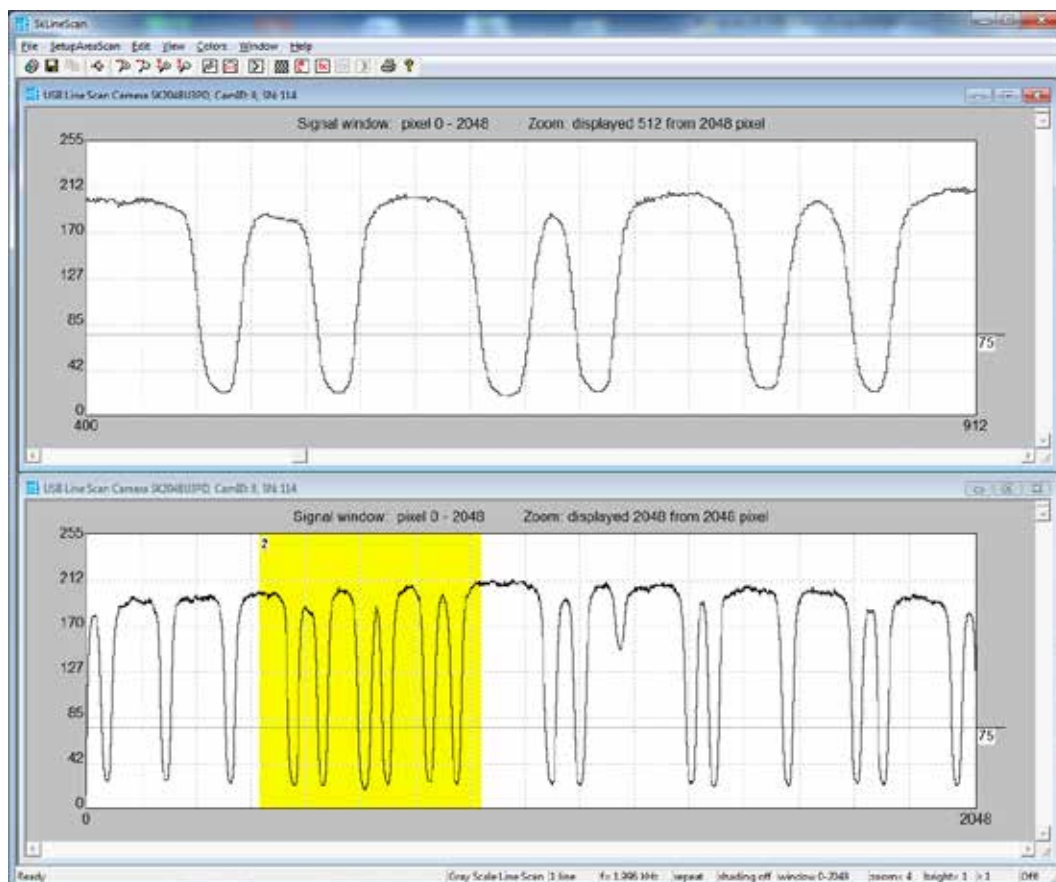 SkLineScan
File SetupAreaScan Edit View Colors Window Help
USB Line Scan Camera SK2048U3PD, CamID: 8, SN: 114
Signal window: pixel 0 - 2048 Zoom: displayed 512 from 2048 pixel
255
212
170
127
85
75
42
0
400 912
USB Line Scan Camera SK2048U3PD, CamID: 8, SN: 114
Signal window: pixel 0 - 2048 Zoom: displayed 2048 from 2048 pixel
255
2
212
170
127
85
75
42
0
0 2048
Ready Gray Scale Line Scan 1 line repeat shading off window 0-2048 zoom= 4 bright= 1